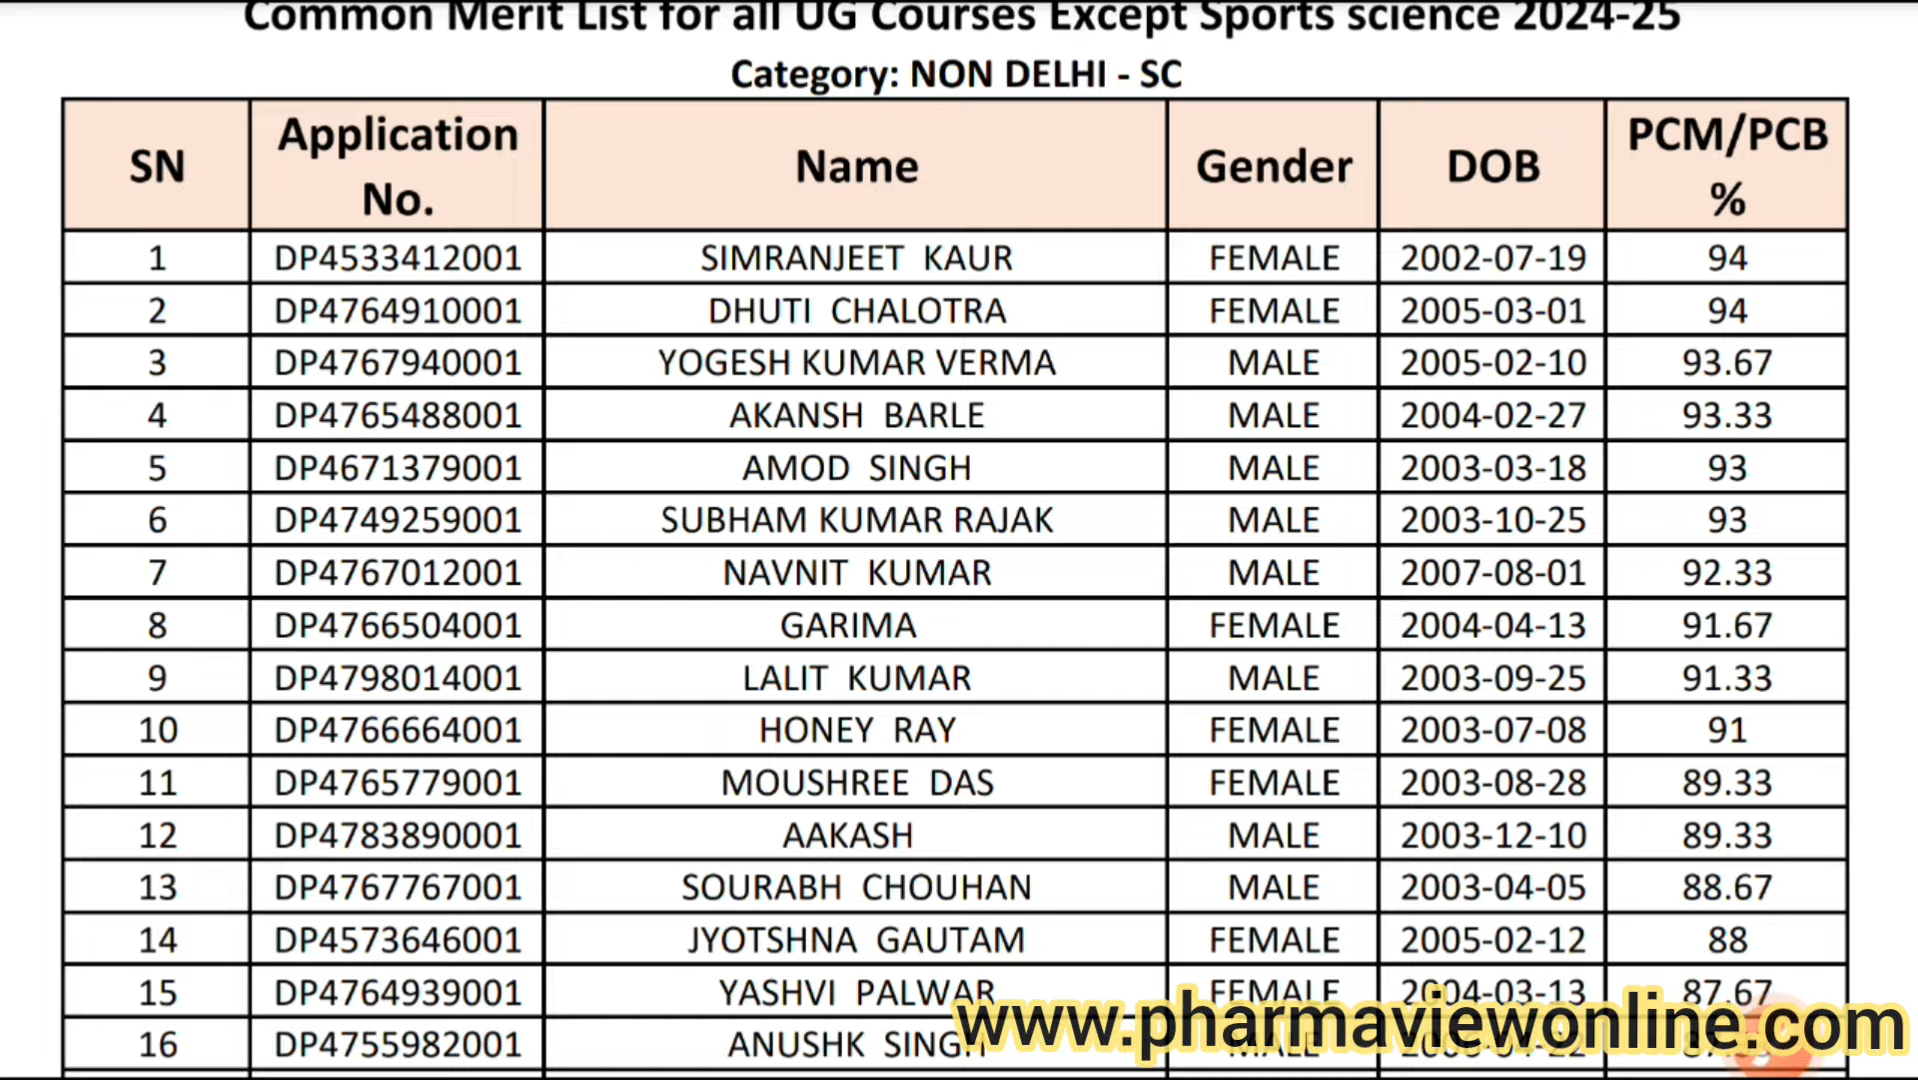 Common Merit List for all UG Courses Except Sports science 2024-25
Category: NON DELHI - SC
SN Application No. Name Gender DOB PCM/PCB %
1 DP4533412001 SIMRANJEET KAUR FEMALE 2002-07-19 94
2 DP4764910001 DHUTI CHALOTRA FEMALE 2005-03-01 94
3 DP4767940001 YOGESH KUMAR VERMA MALE 2005-02-10 93.67
4 DP4765488001 AKANSH BARLE MALE 2004-02-27 93.33
5 DP4671379001 AMOD SINGH MALE 2003-03-18 93
6 DP4749259001 SUBHAM KUMAR RAJAK MALE 2003-10-25 93
7 DP4767012001 NAVNIT KUMAR MALE 2007-08-01 92.33
8 DP4766504001 GARIMA FEMALE 2004-04-13 91.67
9 DP4798014001 LALIT KUMAR MALE 2003-09-25 91.33
10 DP4766664001 HONEY RAY FEMALE 2003-07-08 91
11 DP4765779001 MOUSHREE DAS FEMALE 2003-08-28 89.33
12 DP4783890001 AAKASH MALE 2003-12-10 89.33
13 DP4767767001 SOURABH CHOUHAN MALE 2003-04-05 88.67
14 DP4573646001 JYOTSHNA GAUTAM FEMALE 2005-02-12 88
15 DP4764939001 YASHVI PALWAR FEMALE 2004-03-13 87.67
16 DP4755982001 ANUSHK SINGH MALE
www.pharmaviewonline.com